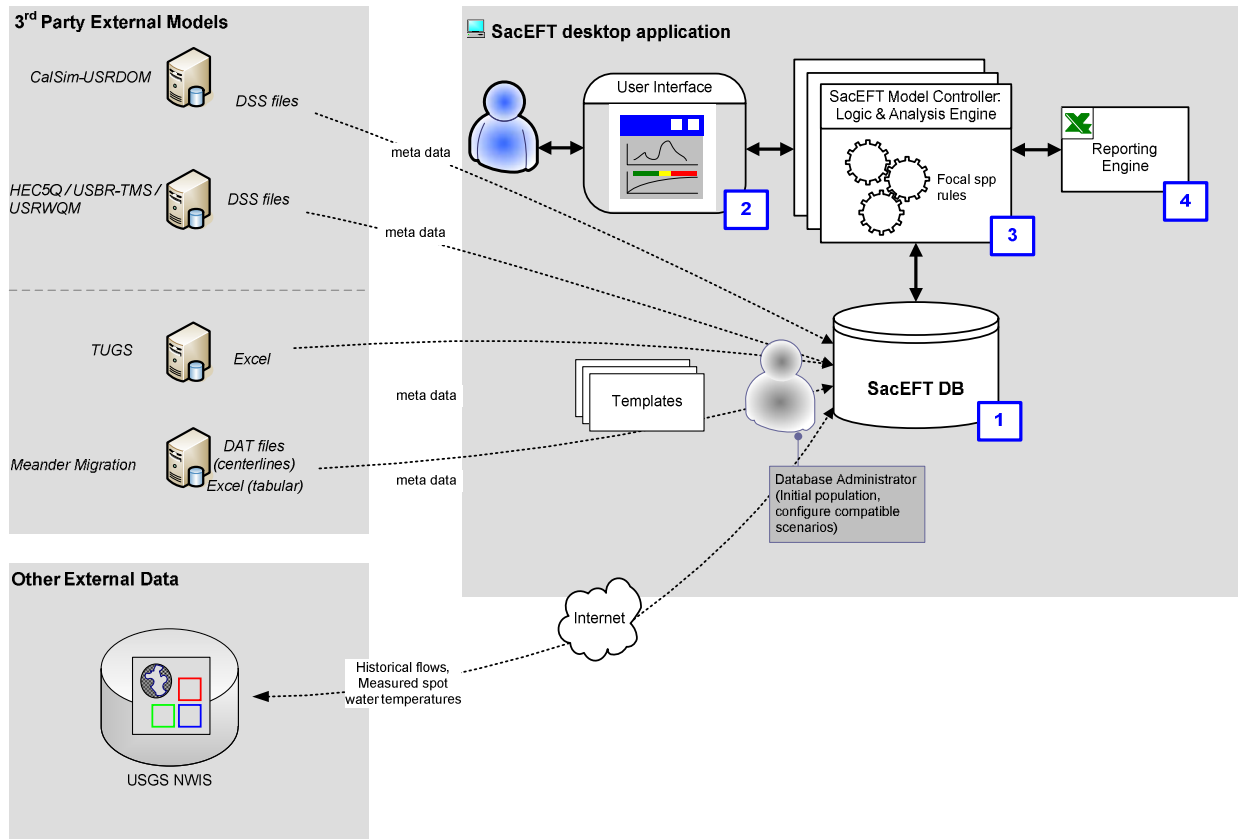 3rd Party External Models
CalSim-USRDOM
DSS files
meta data
HEC5Q / USBR-TMS /
USRWQM
DSS files
meta data
TUGS
Excel
meta data
Meander Migration
DAT files
(centerlines)
Excel (tabular)
meta data
SacEFT desktop application
User Interface
2
SacEFT Model Controller:
Logic & Analysis Engine
Focal spp
rules
3
Reporting
Engine
4
Templates
SacEFT DB
1
Database Administrator
(Initial population,
configure compatible
scenarios)
Other External Data
Internet
Historical flows,
Measured spot
water temperatures
USGS NWIS